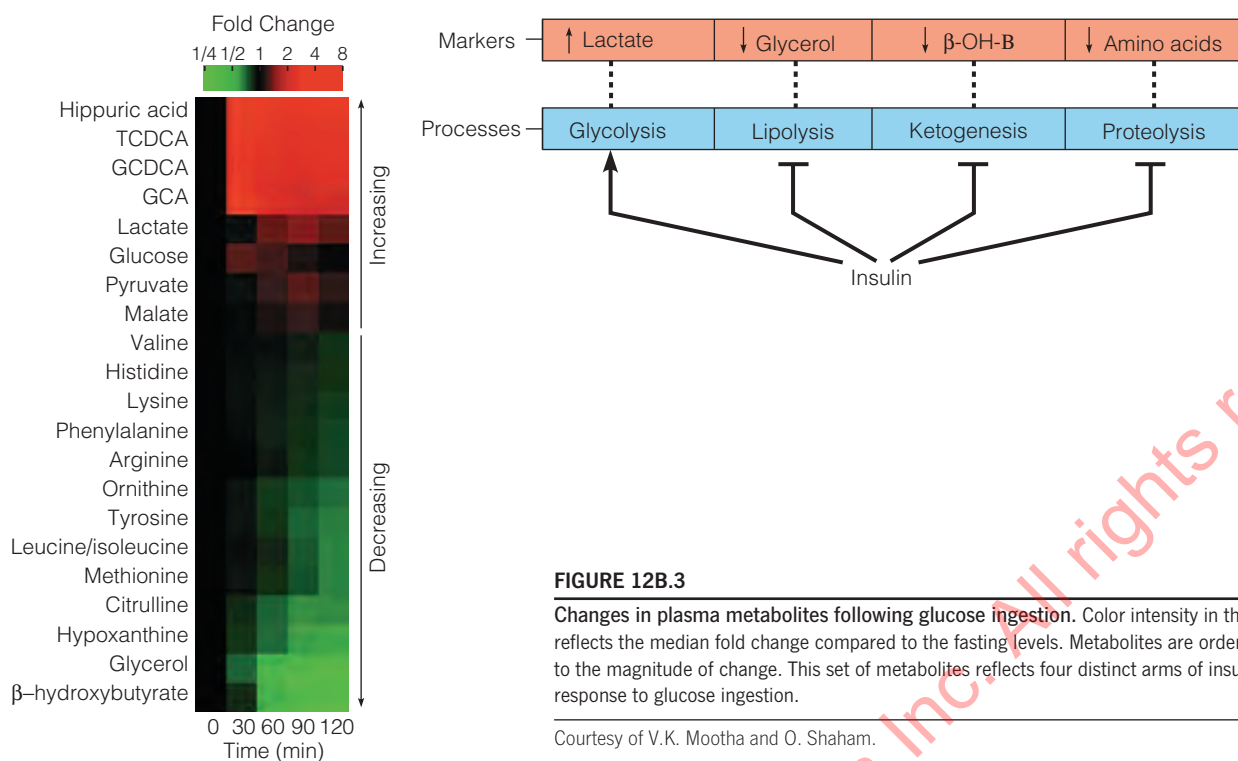 Fold Change
1/4 1/2 1 2 4 8
Hippuric acid
TCDCA
GCDCA
GCA
Lactate
Glucose
Pyruvate
Malate
Valine
Histidine
Lysine
Phenylalanine
Arginine
Ornithine
Tyrosine
Leucine/isoleucine
Methionine
Citrulline
Hypoxanthine
Glycerol
β–hydroxybutyrate
0 30 60 90 120
Time (min)
Increasing
Decreasing
Markers ↑ Lactate ↓ Glycerol ↓ β-OH-B ↓ Amino acids
Processes Glycolysis Lipolysis Ketogenesis Proteolysis
Insulin
FIGURE 12B.3
Changes in plasma metabolites following glucose ingestion. Color intensity in th
reflects the median fold change compared to the fasting levels. Metabolites are order
to the magnitude of change. This set of metabolites reflects four distinct arms of insu
response to glucose ingestion.
Courtesy of V.K. Mootha and O. Shaham.
Inc. All rights r